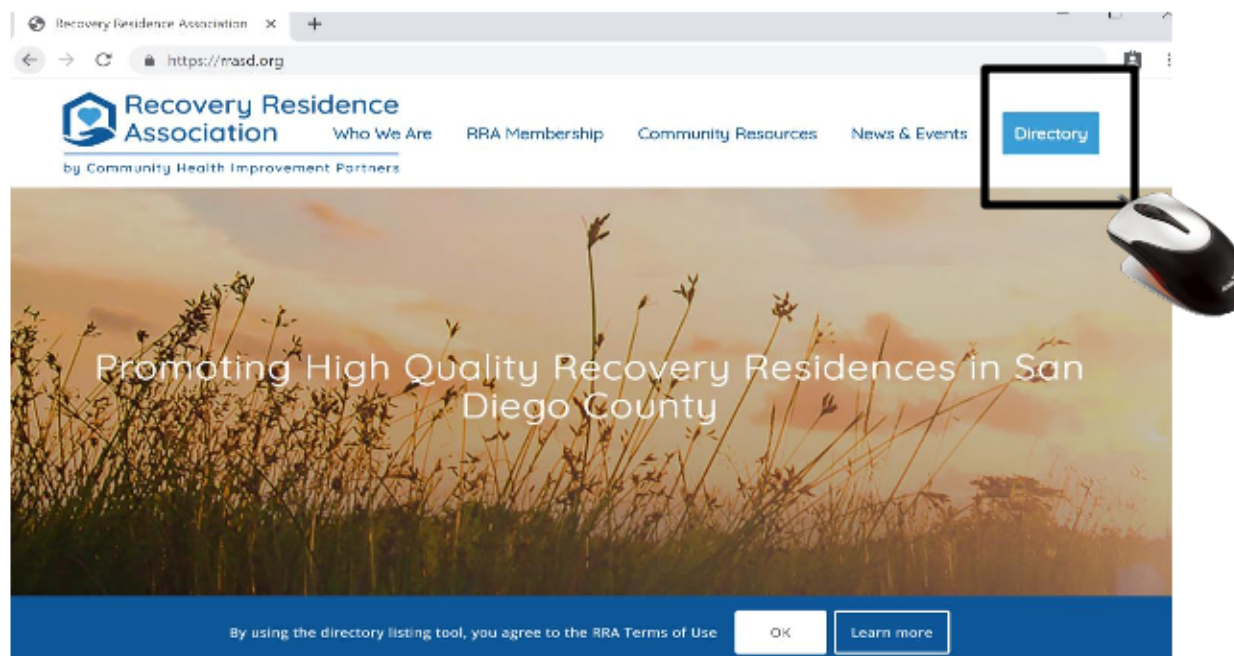 Recovery Residence Association
https://rrasd.org
Recovery Residence
Association
by Community Health Improvement Partners
Who We Are RRA Membership Community Resources News & Events Directory
Promoting High Quality Recovery Residences in San
Diego County
By using the directory listing tool, you agree to the RRA Terms of Use OK Learn more